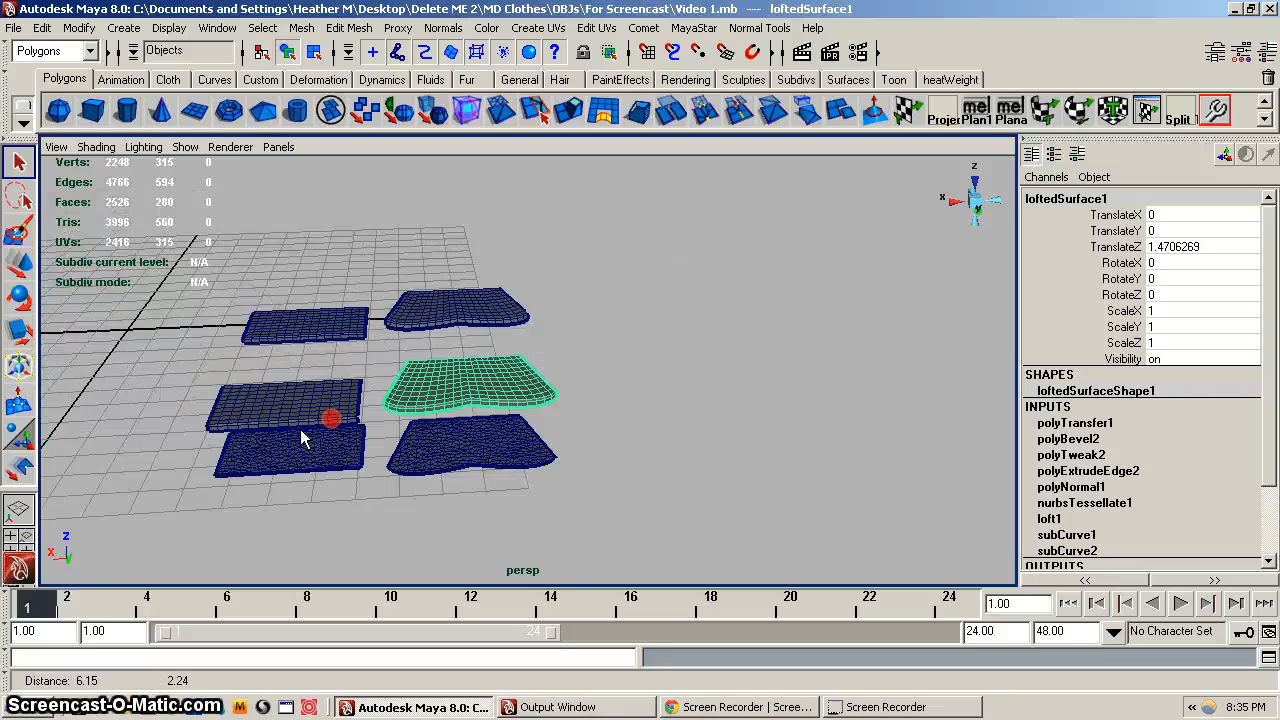 Autodesk Maya 8.0: C:\Documents and Settings\Heather M\Desktop\Delete ME 2\MD Clothes\OBJs\For Screencast\Video 1.mb --- loftedSurface1
File Edit Modify Create Display Window Select Mesh Edit Mesh Proxy Normals Color Create UVs Edit UVs Comet MayaStar Normal Tools Help
Polygons Objects
Polygons Animation Cloth Curves Custom Deformation Dynamics Fluids Fur General Hair PaintEffects Rendering Sculpties Subdivs Surfaces Toon heatWeight
Projer mel Plan1 mel Plana Split_1
View Shading Lighting Show Renderer Panels
Verts: 2248 315 0
Edges: 4766 594 0
Faces: 2526 280 0
Tris: 3996 560 0
UVs: 2416 315 0
Subdiv current level: N/A
Subdiv mode: N/A
z
x
y
z
x
persp
Channels Object
loftedSurface1
TranslateX 0
TranslateY 0
TranslateZ 1.4706269
RotateX 0
RotateY 0
RotateZ 0
ScaleX 1
ScaleY 1
ScaleZ 1
Visibility on
SHAPES
loftedSurfaceShape1
INPUTS
polyTransfer1
polyBevel2
polyTweak2
polyExtrudeEdge2
polyNormal1
nurbsTessellate1
loft1
subCurve1
subCurve2
OUTPUTS
<< >>
1 2 4 6 8 10 12 14 16 18 20 22 24 1.00
1.00 1.00 1 24 24.00 48.00 No Character Set
Distance: 6.15 2.24
Screencast-O-Matic.com
Autodesk Maya 8.0: C:\... Output Window Screen Recorder | Scree... Screen Recorder << 8:35 PM